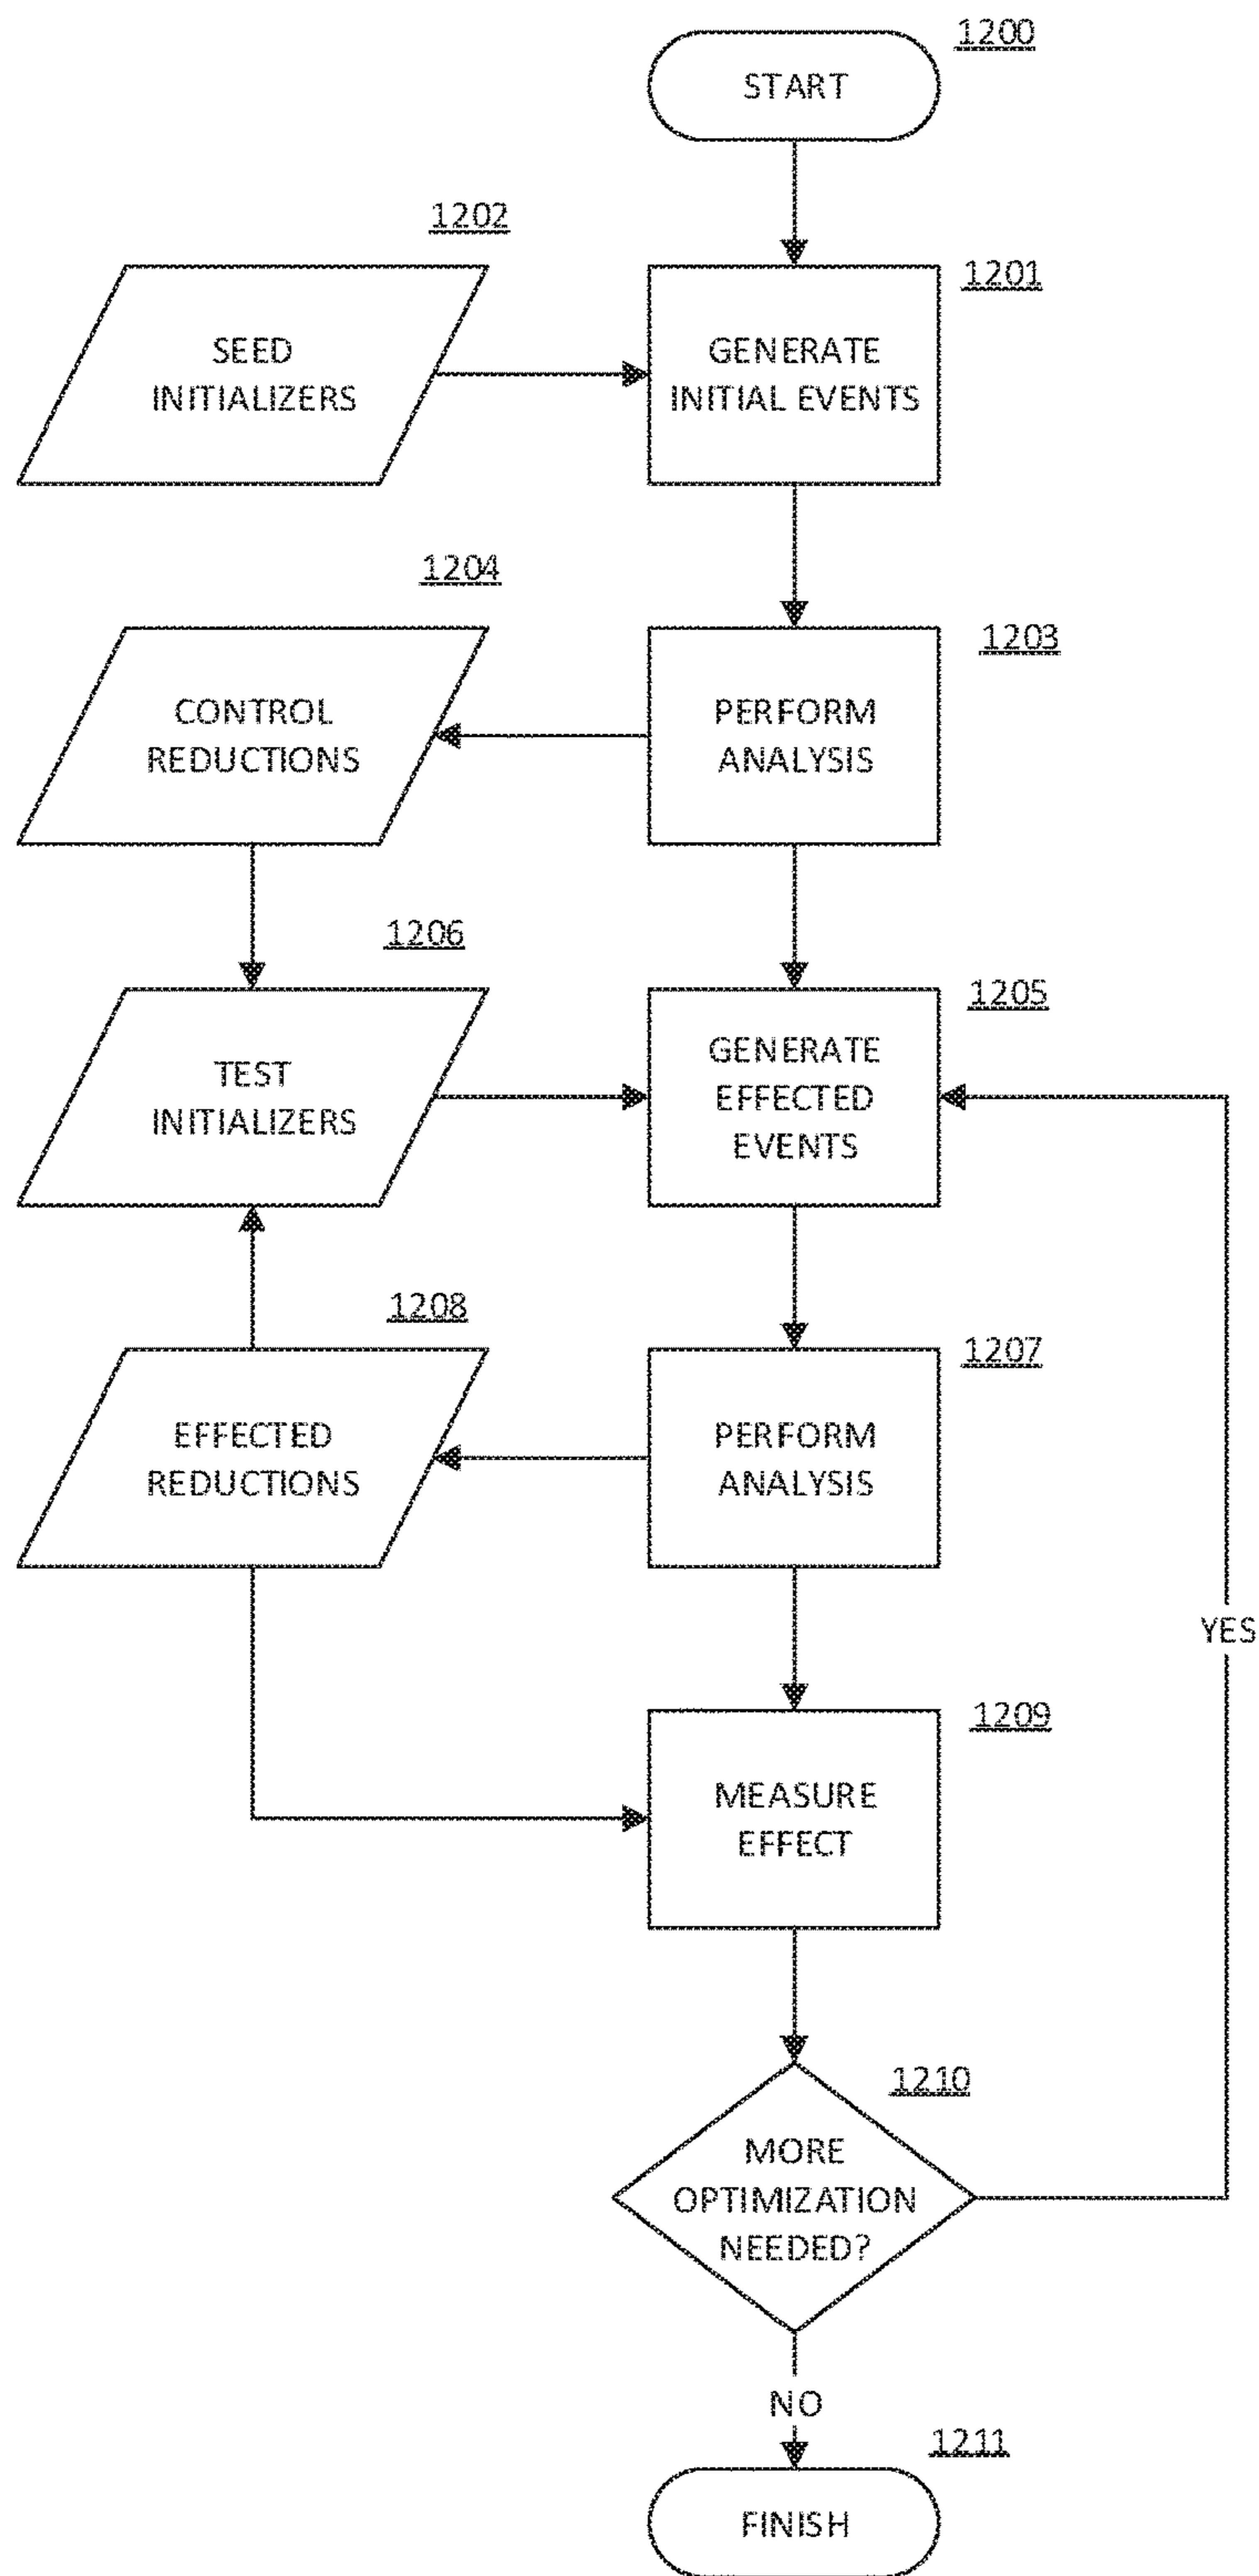 1200
START
1202
1201
SEED
INITIALIZERS
GENERATE
INITIAL EVENTS
1204
1203
CONTROL
REDUCTIONS
PERFORM
ANALYSIS
1206
1205
TEST
INITIALIZERS
GENERATE
EFFECTED
EVENTS
1208
1207
EFFECTED
REDUCTIONS
PERFORM
ANALYSIS
YES
1209
MEASURE
EFFECT
1210
MORE
OPTIMIZATION
NEEDED?
NO
1211
FINISH